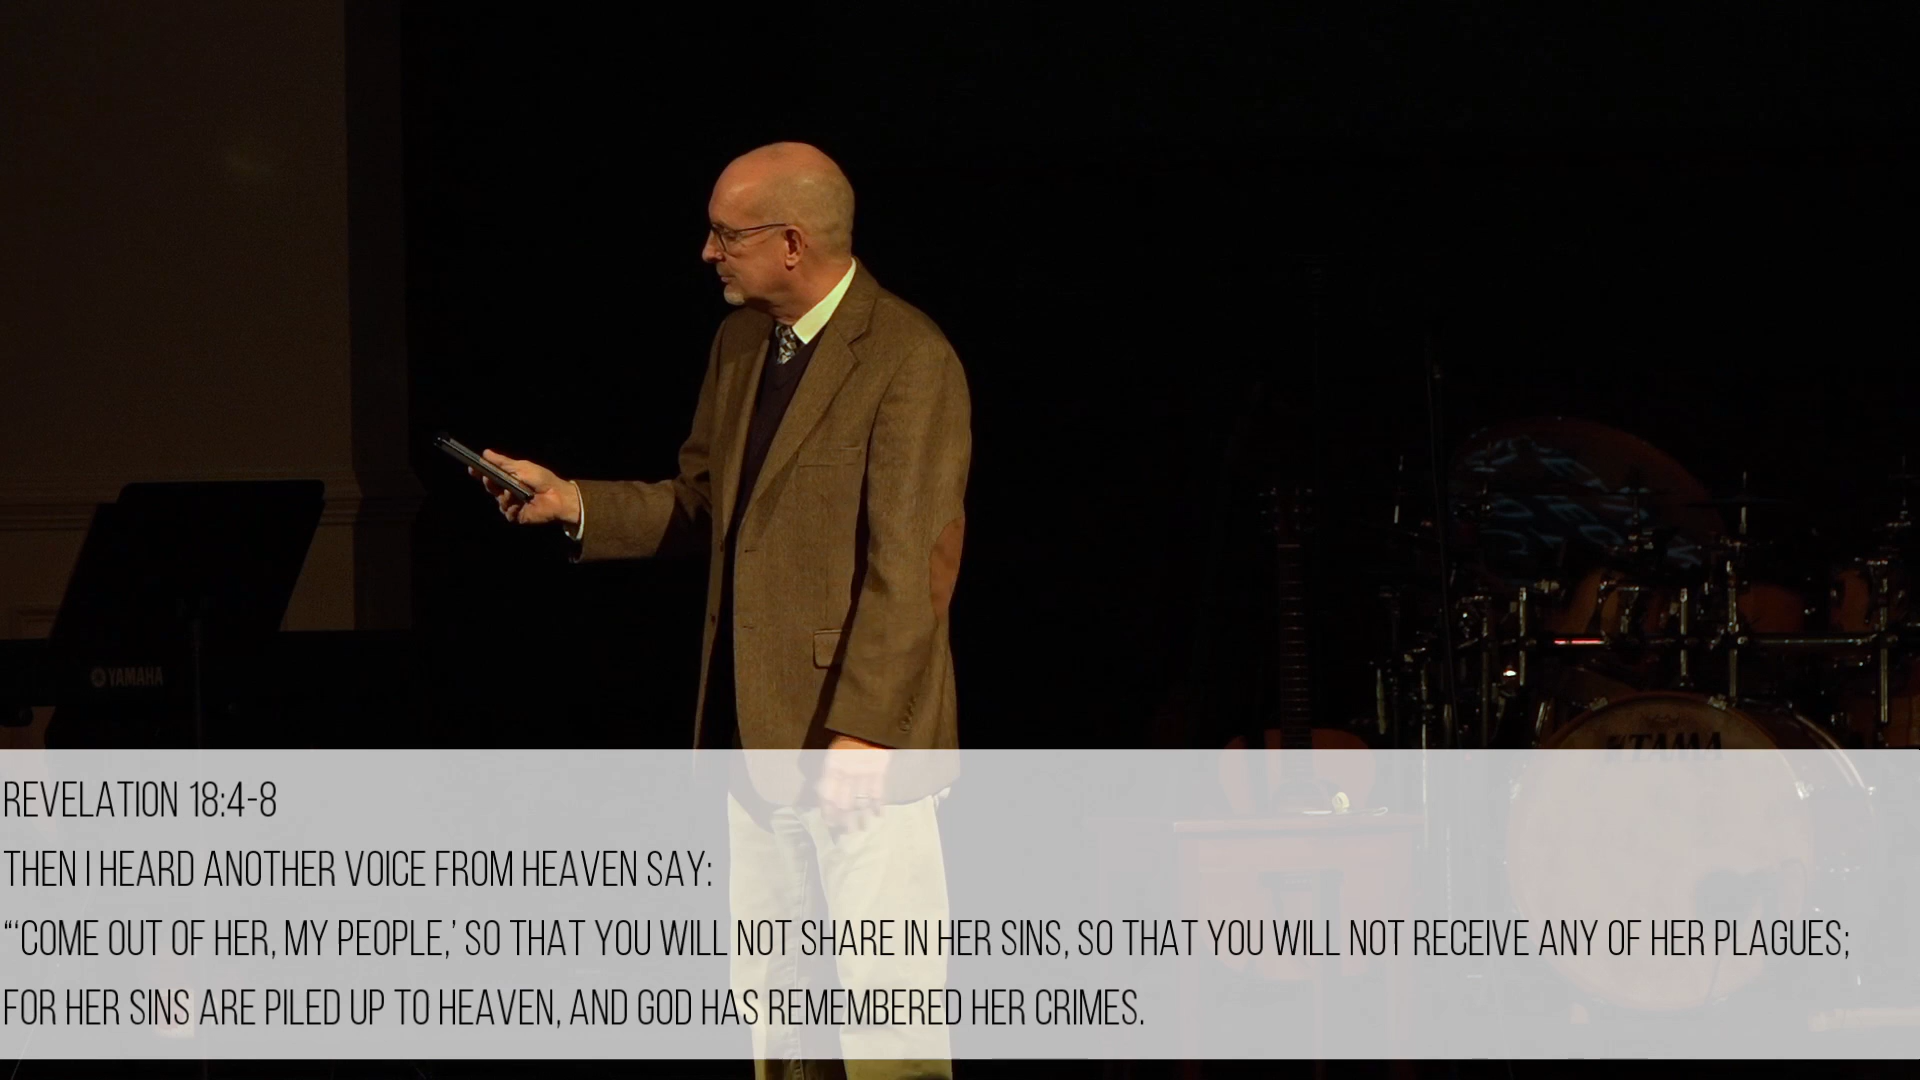 YAMAHA
TAMA
REVELATION 18:4-8
THEN I HEARD ANOTHER VOICE FROM HEAVEN SAY:
“‘COME OUT OF HER, MY PEOPLE,’ SO THAT YOU WILL NOT SHARE IN HER SINS, SO THAT YOU WILL NOT RECEIVE ANY OF HER PLAGUES;
FOR HER SINS ARE PILED UP TO HEAVEN, AND GOD HAS REMEMBERED HER CRIMES.